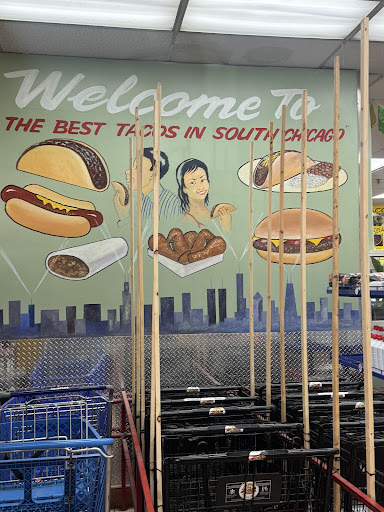 Welcome To
THE BEST TACOS IN SOUTH CHICAGO